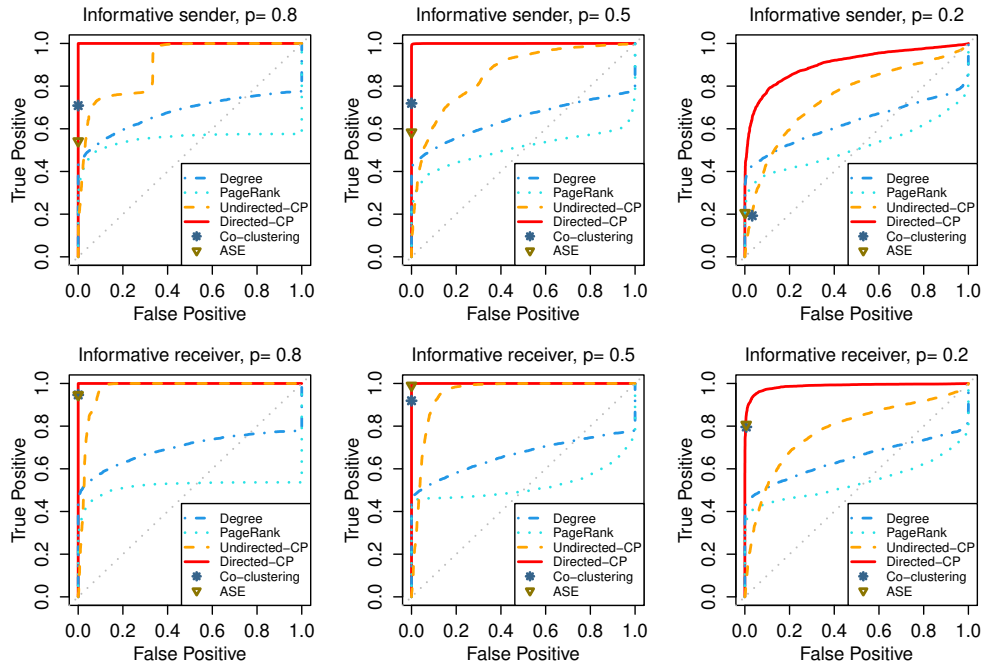 Informative sender, p= 0.8
True Positive
0.0 0.2 0.4 0.6 0.8 1.0
Degree
PageRank
Undirected-CP
Directed-CP
Co-clustering
ASE
0.0 0.2 0.4 0.6 0.8 1.0
False Positive
Informative sender, p= 0.5
True Positive
0.0 0.2 0.4 0.6 0.8 1.0
Degree
PageRank
Undirected-CP
Directed-CP
Co-clustering
ASE
0.0 0.2 0.4 0.6 0.8 1.0
False Positive
Informative sender, p= 0.2
True Positive
0.0 0.2 0.4 0.6 0.8 1.0
Degree
PageRank
Undirected-CP
Directed-CP
Co-clustering
ASE
0.0 0.2 0.4 0.6 0.8 1.0
False Positive
Informative receiver, p= 0.8
True Positive
0.0 0.2 0.4 0.6 0.8 1.0
Degree
PageRank
Undirected-CP
Directed-CP
Co-clustering
ASE
0.0 0.2 0.4 0.6 0.8 1.0
False Positive
Informative receiver, p= 0.5
True Positive
0.0 0.2 0.4 0.6 0.8 1.0
Degree
PageRank
Undirected-CP
Directed-CP
Co-clustering
ASE
0.0 0.2 0.4 0.6 0.8 1.0
False Positive
Informative receiver, p= 0.2
True Positive
0.0 0.2 0.4 0.6 0.8 1.0
Degree
PageRank
Undirected-CP
Directed-CP
Co-clustering
ASE
0.0 0.2 0.4 0.6 0.8 1.0
False Positive